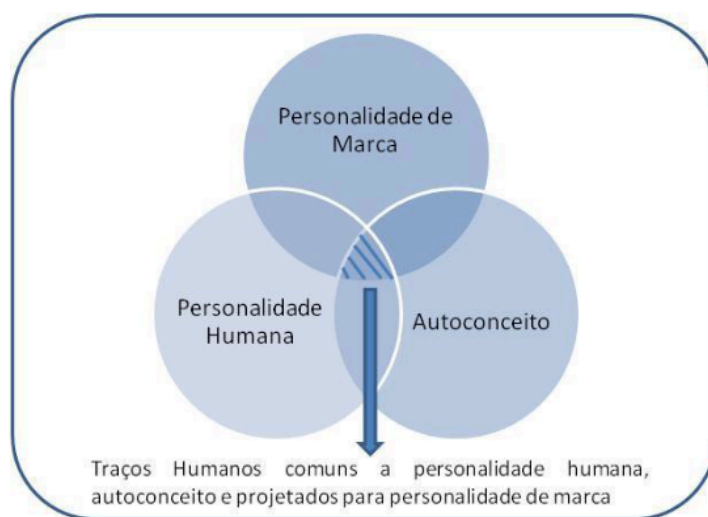 Personalidade de
Marca
Personalidade
Humana
Autoconceito
Traços Humanos comuns a personalidade humana,
autoconceito e projetados para personalidade de marca